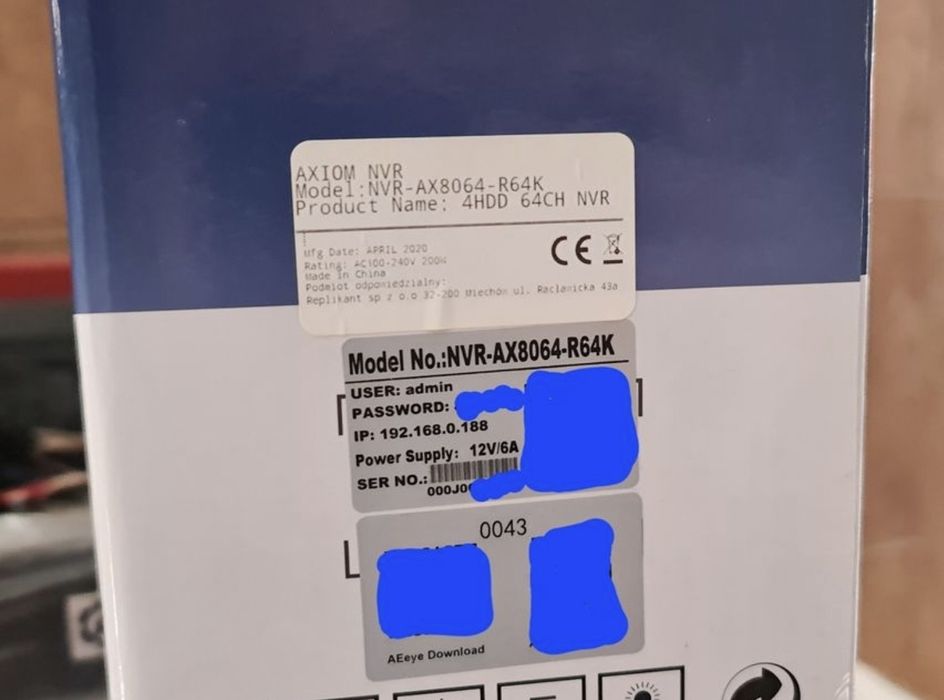 AXIOM NVR
Model:NVR-AX8064-R64K
Product Name: 4HDD 64CH NVR
Mfg Date: APRIL 2020
Rating: AC100-240V 200W
Made In China
Podmiot odpowiedzialny:
Replikant sp z o.o 32-200 Miechów ul. Racławicka 43a
CE
Model No.:NVR-AX8064-R64K
USER: admin
PASSWORD:
IP: 192.168.0.188
Power Supply: 12V/6A
SER NO.:
000J0
0043
AEeye Download